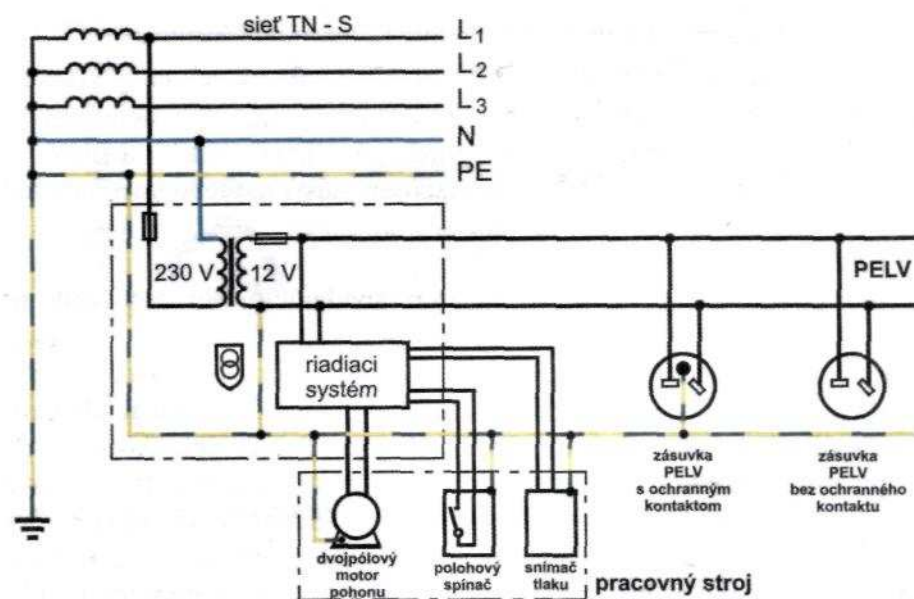 sieť TN - S
L1
L2
L3
N
PE
230 V
12 V
PELV
riadiaci
systém
zásuvka
PELV
s ochranným
kontaktom
zásuvka
PELV
bez ochranného
kontaktu
dvojpólový
motor
pohonu
polohový
spínač
snímač
tlaku
pracovný stroj